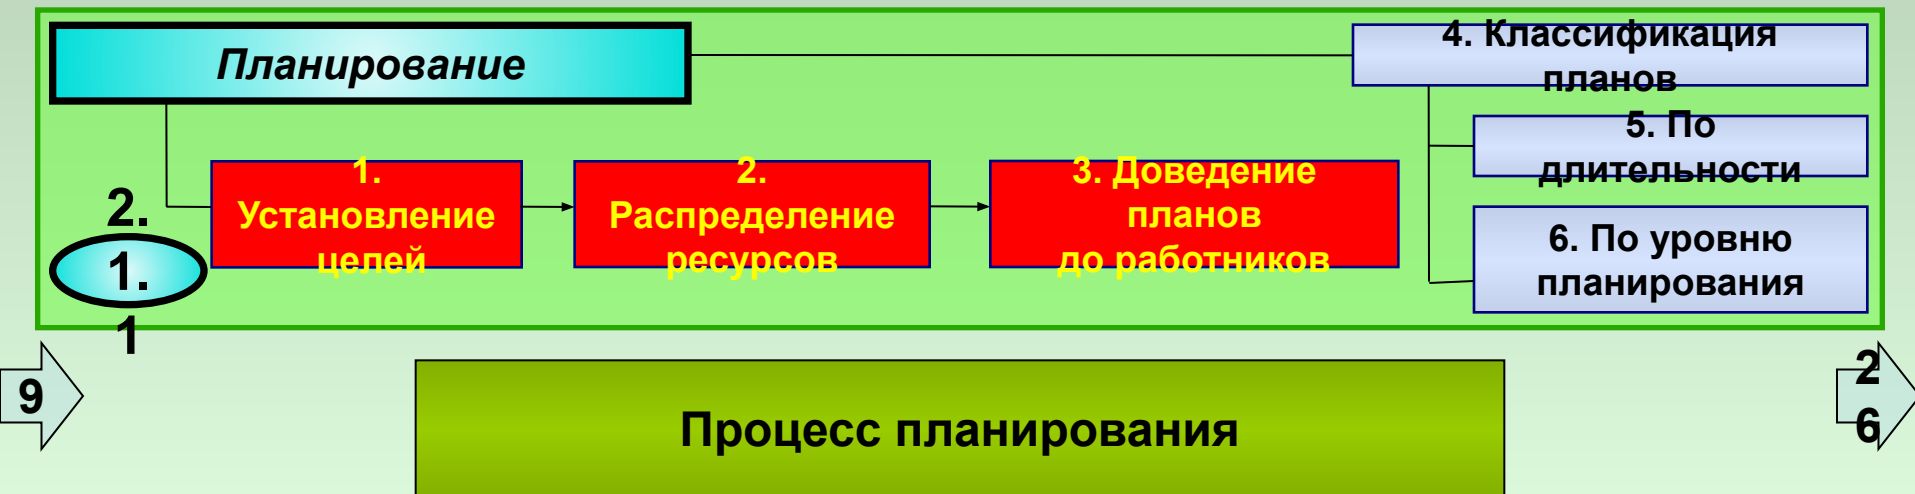 Планирование
4. Классификация
планов
5. По
длительности
6. По уровню
планирования
1.
Установление
целей
2.
Распределение
ресурсов
3. Доведение
планов
до работников
2.
1.
1
9
2
6
Процесс планирования